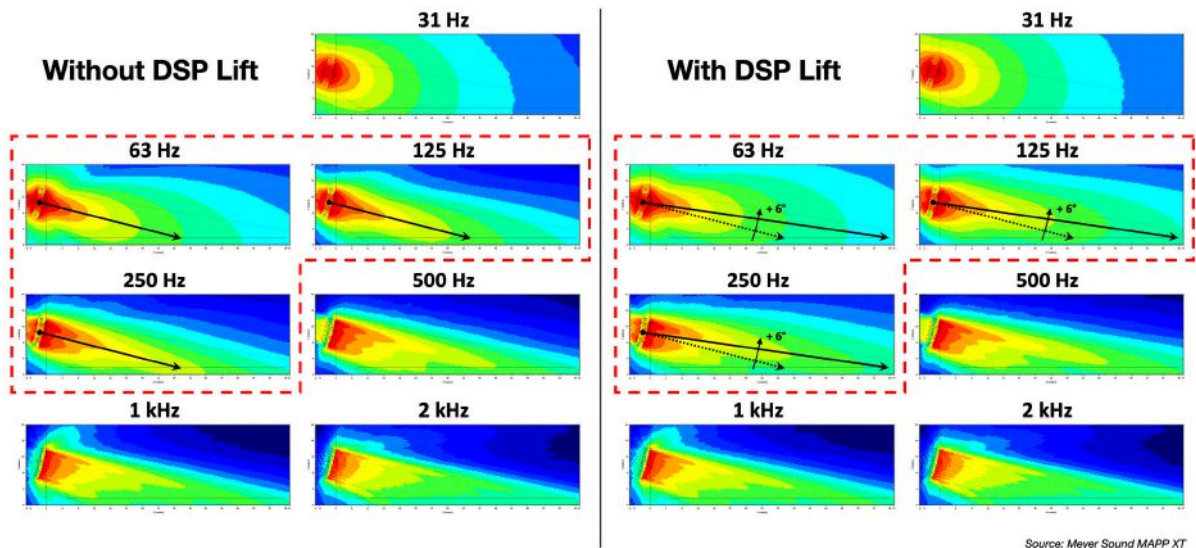 31 Hz
Without DSP Lift
63 Hz
125 Hz
250 Hz
500 Hz
1 kHz
2 kHz
31 Hz
With DSP Lift
63 Hz
125 Hz
+ 6°
+ 6°
250 Hz
500 Hz
+ 6°
1 kHz
2 kHz
Source: Meyer Sound MAPP XT